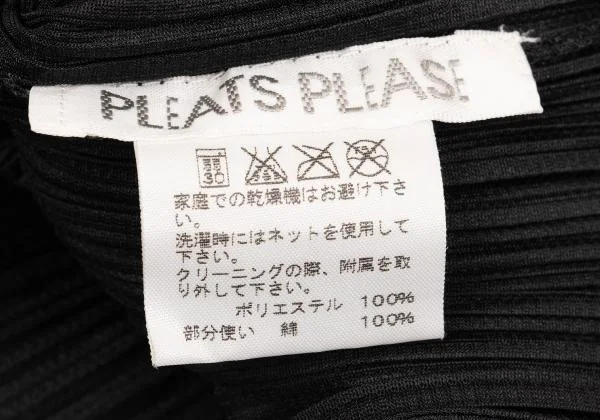 PLEATS PLEASE
弱 30
家庭での乾燥機はお避け下さ
い。
洗濯時にはネットを使用して
下さい。
クリーニングの際、附属を取
り外して下さい。
ポリエステル 100%
部分使い 綿 100%